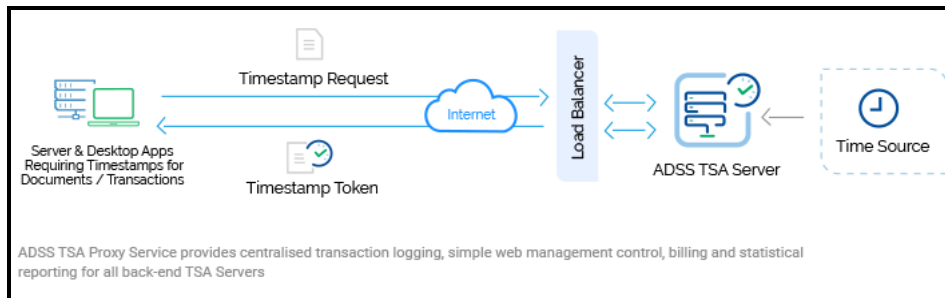 Timestamp Request
Internet
Server & Desktop Apps
Requiring Timestamps for
Documents / Transactions
Timestamp Token
Load Balancer
ADSS TSA Server
Time Source
ADSS TSA Proxy Service provides centralised transaction logging, simple web management control, billing and statistical
reporting for all back-end TSA Servers